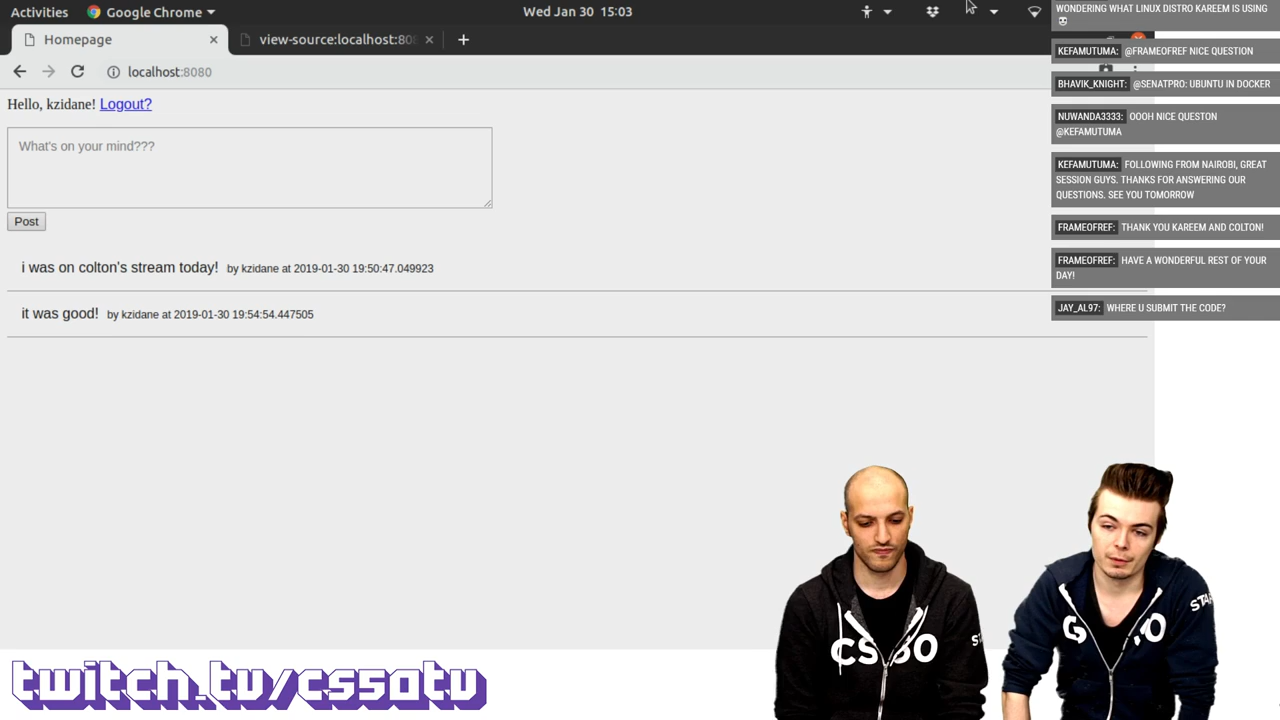 Activities
Google Chrome
Wed Jan 30 15:03
Homepage
view-source:localhost:808
localhost:8080
Hello, kzidane! Logout?
What's on your mind???
Post
i was on colton's stream today! by kzidane at 2019-01-30 19:50:47.049923
it was good! by kzidane at 2019-01-30 19:54:54.447505
WONDERING WHAT LINUX DISTRO KAREEM IS USING
KEFAMUTUMA: @FRAMEOFREF NICE QUESTION
BHAVIK_KNIGHT: @SENATPRO: UBUNTU IN DOCKER
NUWANDA3333: OOOH NICE QUESTON
@KEFAMUTUMA
KEFAMUTUMA: FOLLOWING FROM NAIROBI, GREAT
SESSION GUYS. THANKS FOR ANSWERING OUR
QUESTIONS. SEE YOU TOMORROW
FRAMEOFREF: THANK YOU KAREEM AND COLTON!
FRAMEOFREF: HAVE A WONDERFUL REST OF YOUR
DAY!
JAY_AL97: WHERE U SUBMIT THE CODE?
twitch.tv/cs50tv